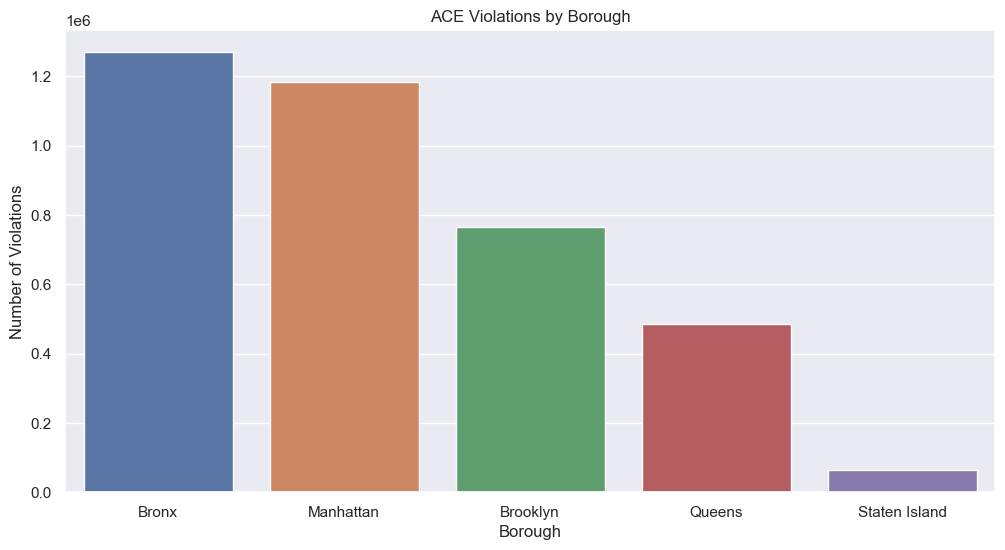 ACE Violations by Borough
1e6
Number of Violations
1.2
1.0
0.8
0.6
0.4
0.2
0.0
Bronx
Manhattan
Brooklyn
Queens
Staten Island
Borough